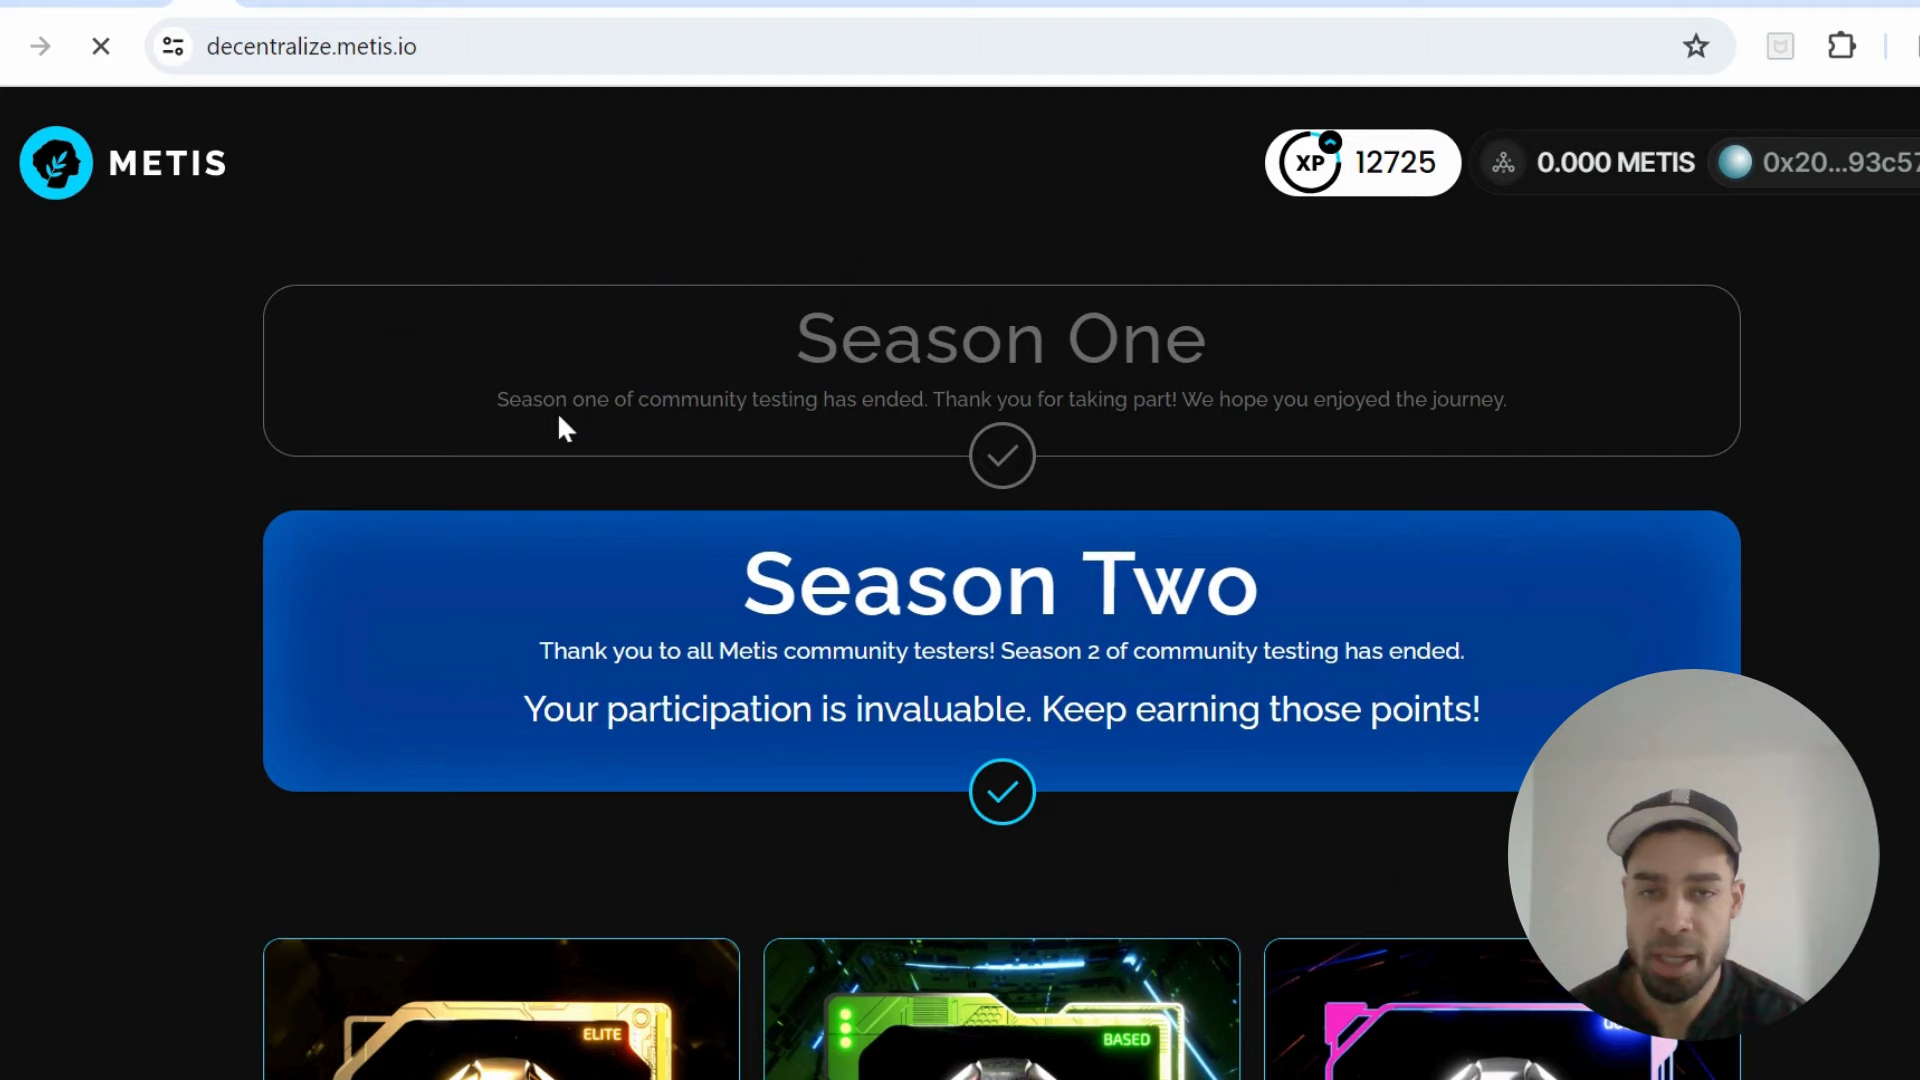 decentralize.metis.io
METIS
XP 12725
0.000 METIS
0x20...93c57
Season One
Season one of community testing has ended. Thank you for taking part! We hope you enjoyed the journey.
Season Two
Thank you to all Metis community testers! Season 2 of community testing has ended.
Your participation is invaluable. Keep earning those points!
ELITE
BASED